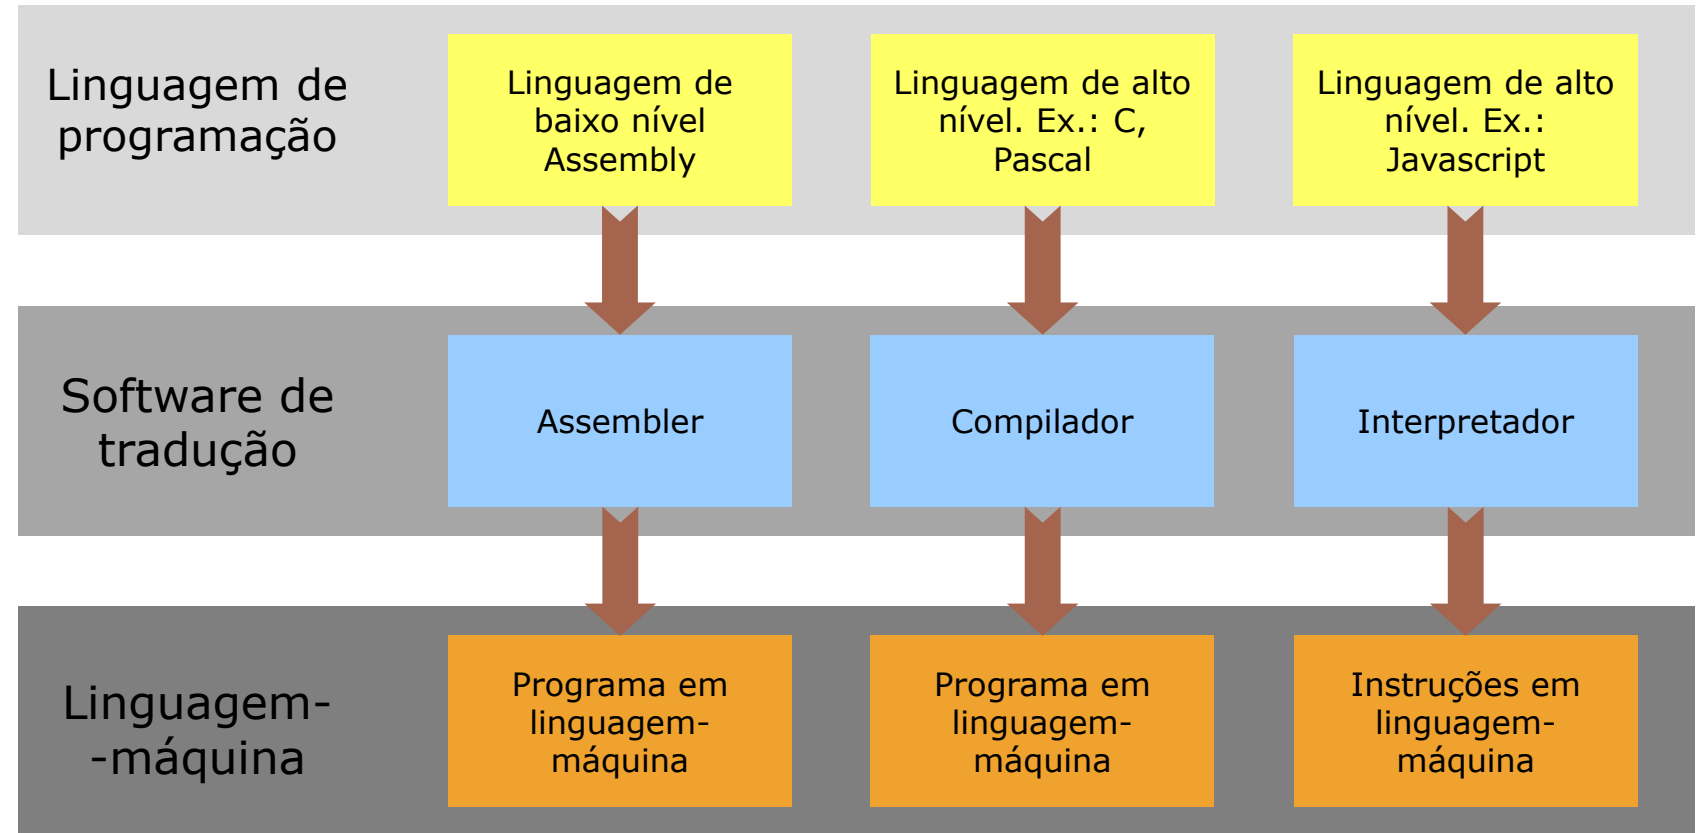 Linguagem de
programação
Linguagem de
baixo nível
Assembly
Linguagem de alto
nível. Ex.: C,
Pascal
Linguagem de alto
nível. Ex.:
Javascript
Software de
tradução
Assembler
Compilador
Interpretador
Linguagem-
-máquina
Programa em
linguagem-
máquina
Programa em
linguagem-
máquina
Instruções em
linguagem-
máquina